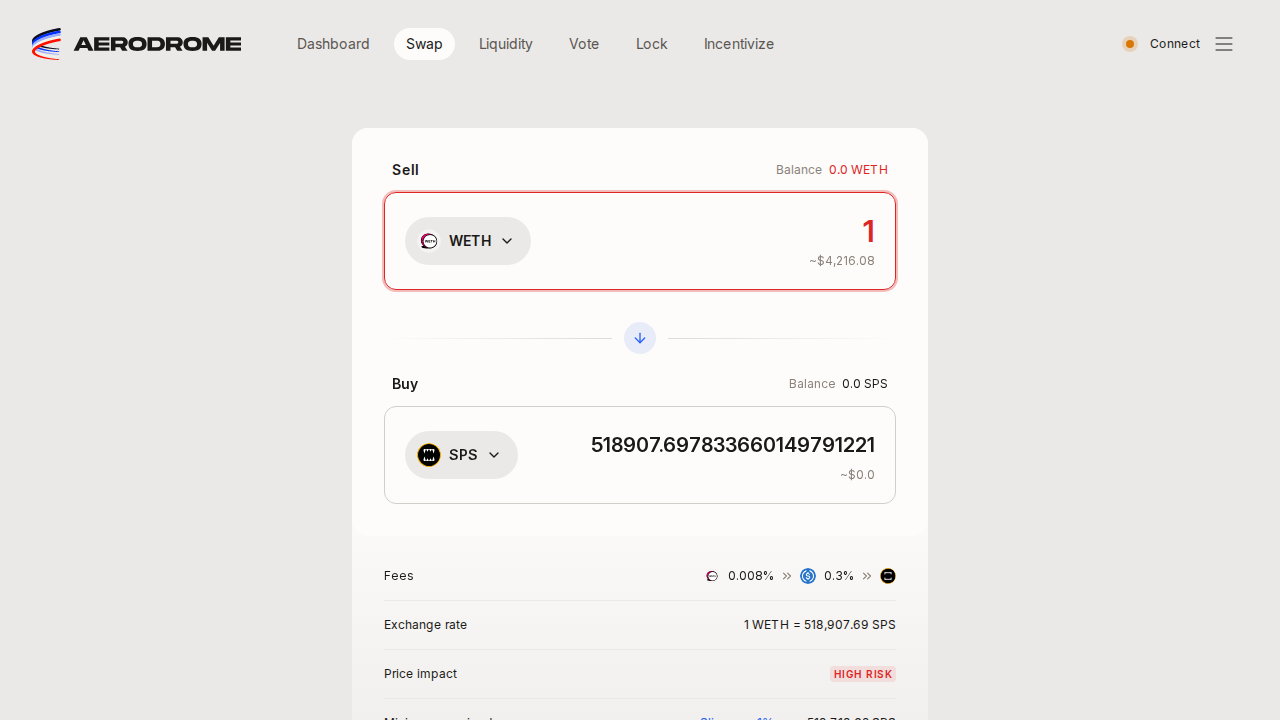 AERODROME Dashboard Swap Liquidity Vote Lock Incentivize Connect
Sell Balance 0.0 WETH
WETH 1
~$4,216.08
Buy Balance 0.0 SPS
SPS 518907.697833660149791221
~$0.0
Fees 0.008% 0.3%
Exchange rate 1 WETH = 518,907.69 SPS
Price impact HIGH RISK